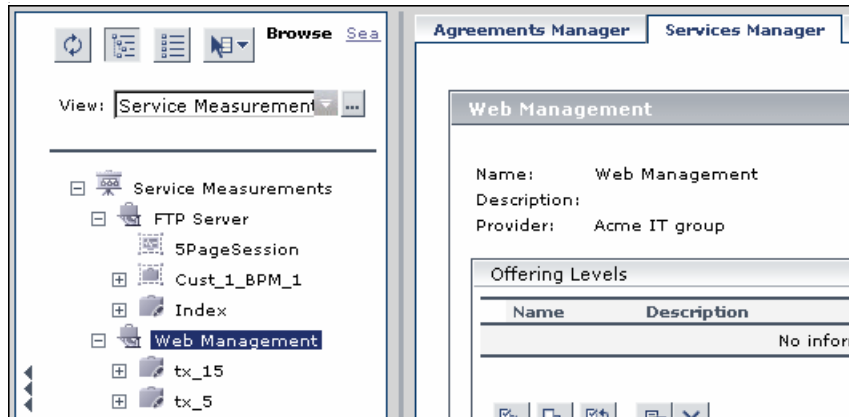 Browse Sea
View: Service Measurement
Service Measurements
FTP Server
5PageSession
Cust_1_BPM_1
Index
Web Management
tx_15
tx_5
Agreements Manager Services Manager
Web Management
Name: Web Management
Description:
Provider: Acme IT group
Offering Levels
Name Description
No infor